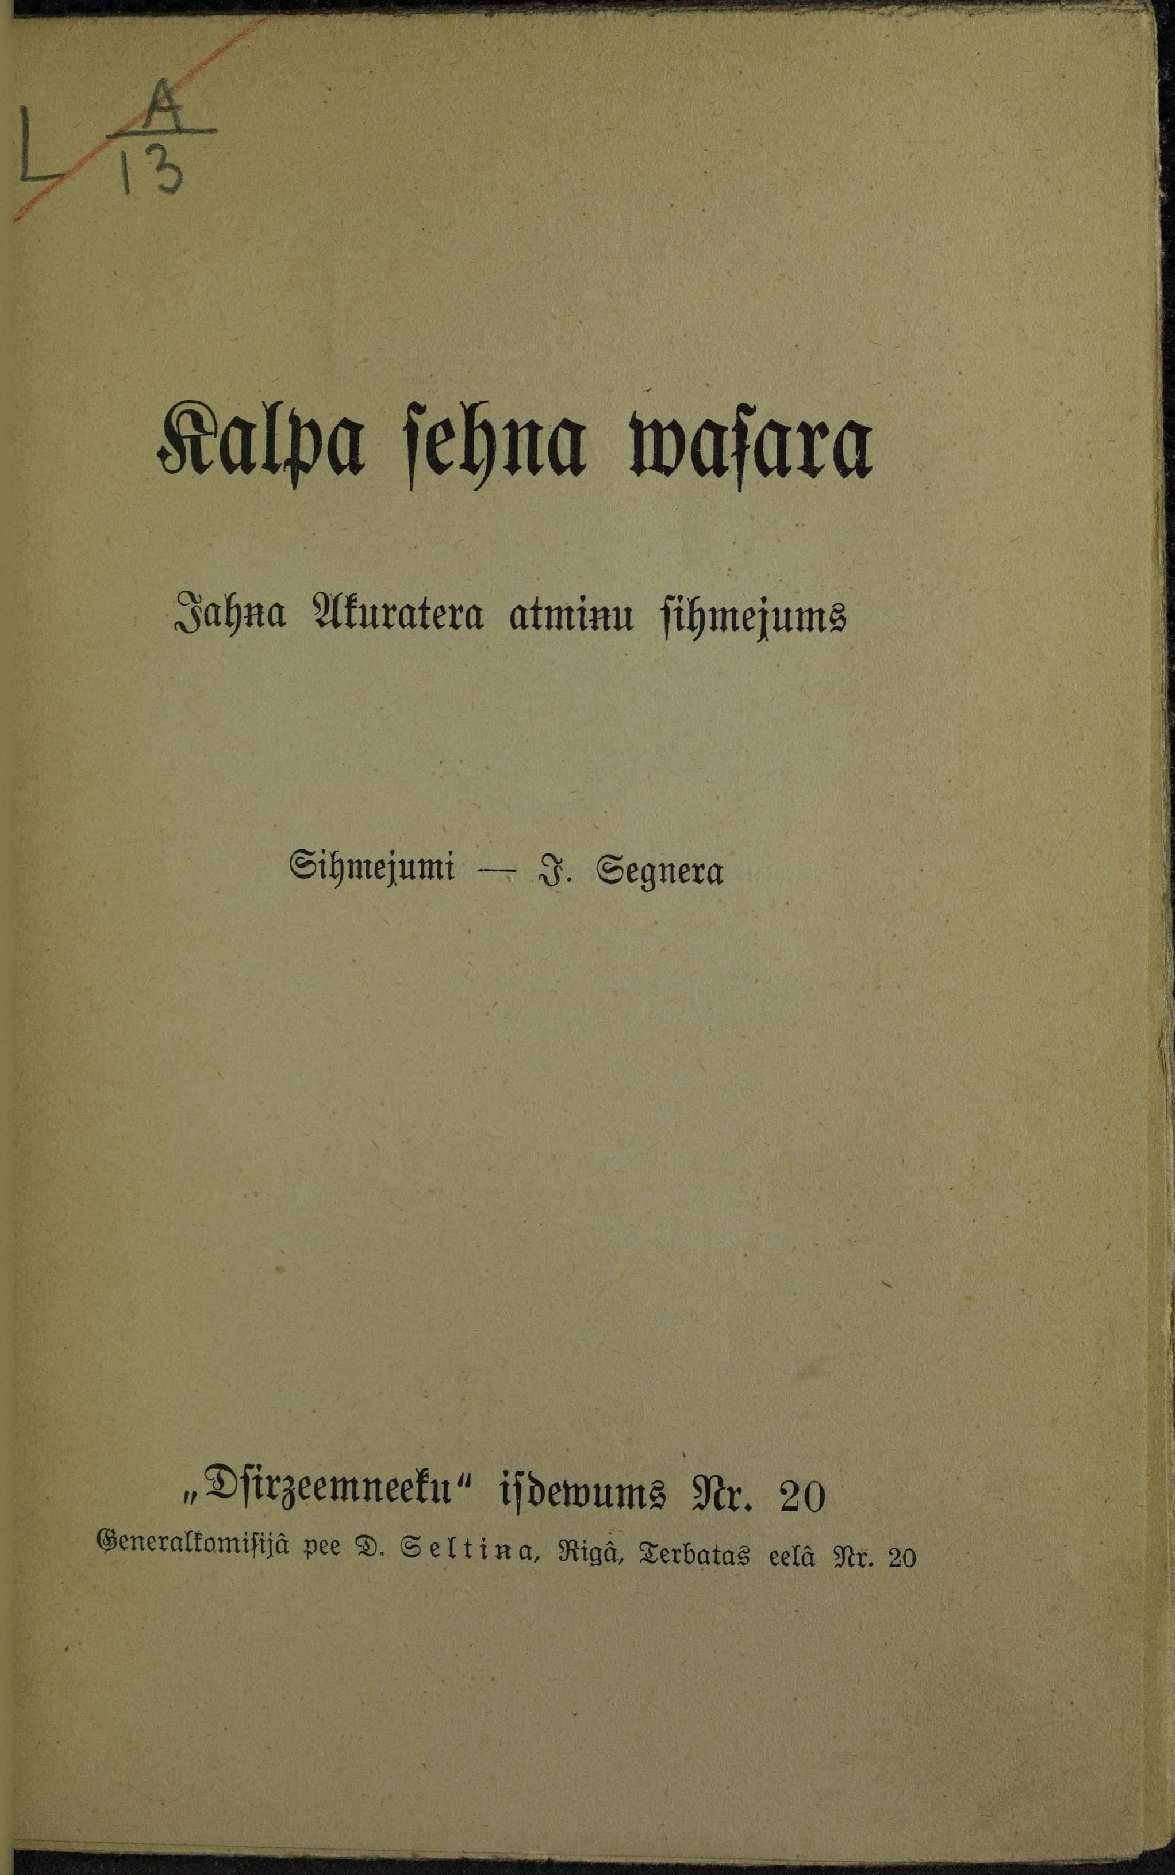 L A
13
Kalpa sehna waſara
Jahna Akuratera atminu ſihmejums
Sihmejumi — J. Segnera
„Dſirzeemneeku“ iſdewums Nr. 20
Generalkomiſijâ pee D. Seltina, Rigâ, Terbatas eelâ Nr. 20